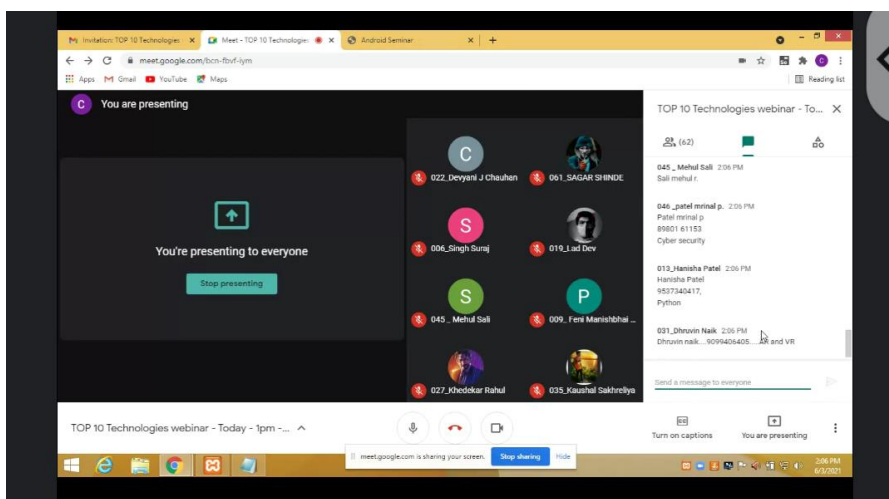 Invitation: TOP 10 Technologies
Meet - TOP 10 Technologies
Android Seminar
meet.google.com/bcn-fbvf-iym
Apps
Gmail
YouTube
Maps
Reading list
C
You are presenting
You're presenting to everyone
Stop presenting
C
022_Devyani J Chauhan
061_SAGAR SHINDE
S
006_Singh Suraj
019_Lad Dev
S
045_ Mehul Sali
P
009_ Feni Manishbhai ...
027_Khedekar Rahul
035_Kaushal Sakhreliya
TOP 10 Technologies webinar - To...
(62)
045 _ Mehul Sali 2:06 PM
Sali mehul r.
046 _patel mrinal p. 2:06 PM
Patel mrinal p
89801 61153
Cyber security
013_Hanisha Patel 2:06 PM
Hanisha Patel
9537340417,
Python
031_Dhruvin Naik 2:06 PM
Dhruvin naik....9099406405.....AR and VR
Send a message to everyone
TOP 10 Technologies webinar - Today - 1pm -...
Turn on captions
You are presenting
meet.google.com is sharing your screen.
Stop sharing
Hide
2:06 PM
6/3/2021